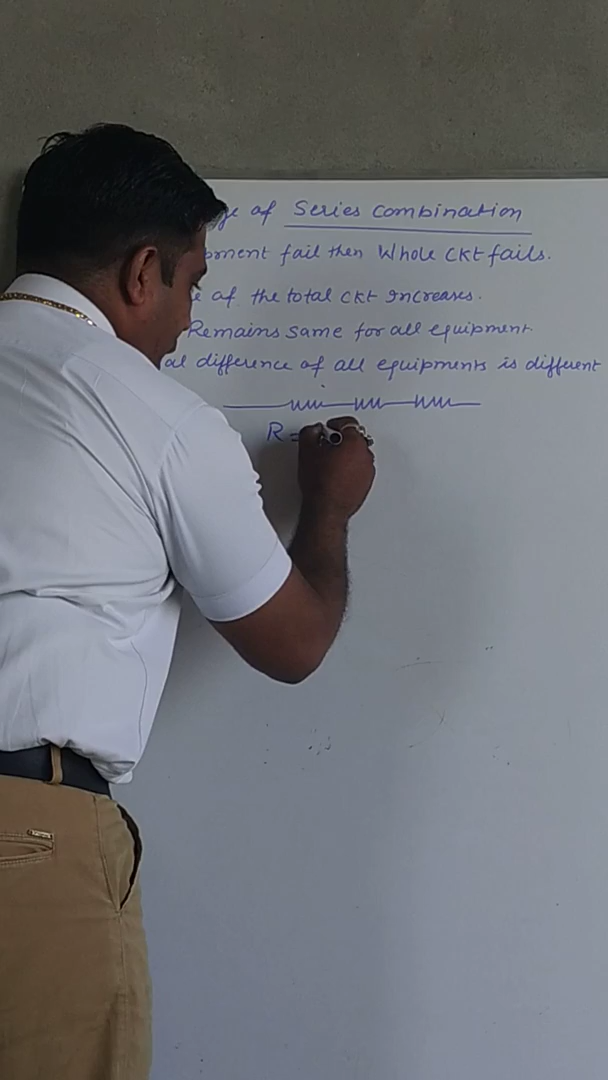 of Series Combination
fail then Whole CKt fails.
of the total CKt Increases.
Remains same for all equipment
difference of all equipments is different
R =